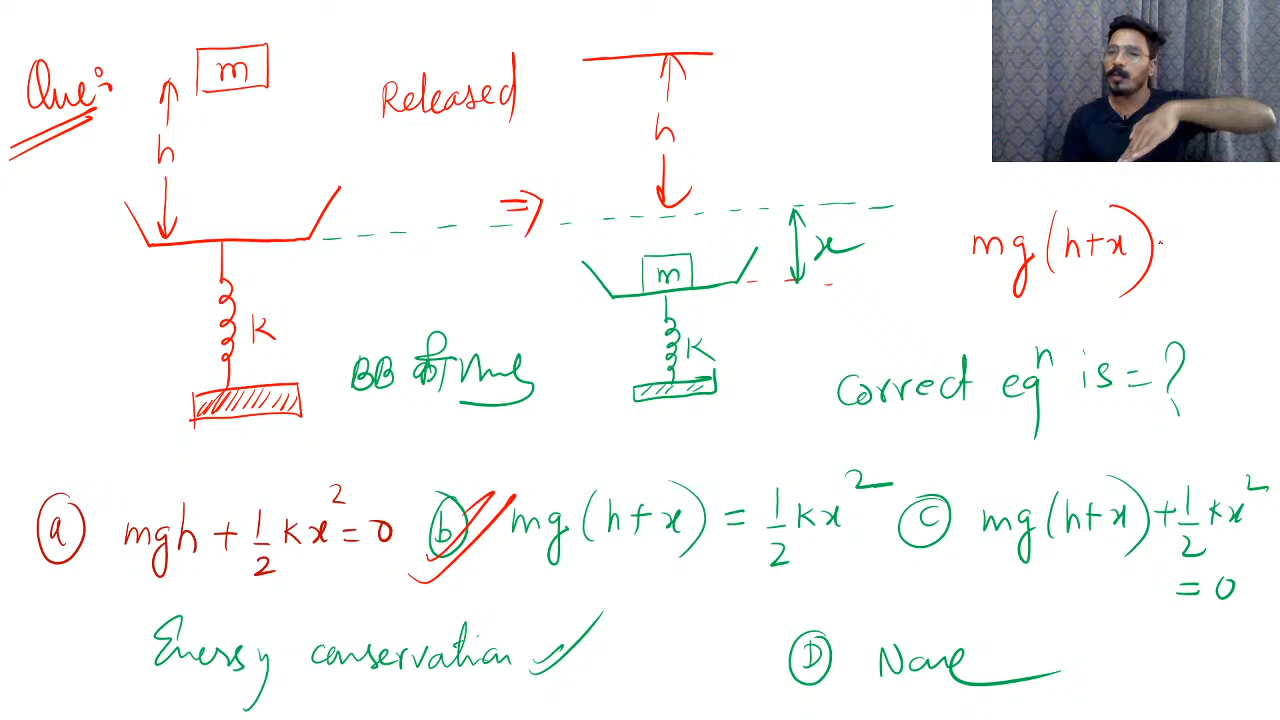 Que:
m
h
Released
h
⇒
x
m
K
K
mg(h+x)
correct eqⁿ is = ?
(a) mgh + 1/2 kx² = 0
(b) mg(h+x) = 1/2 kx²
(c) mg(h+x) + 1/2 kx²
= 0
Energy conservation
(D) None